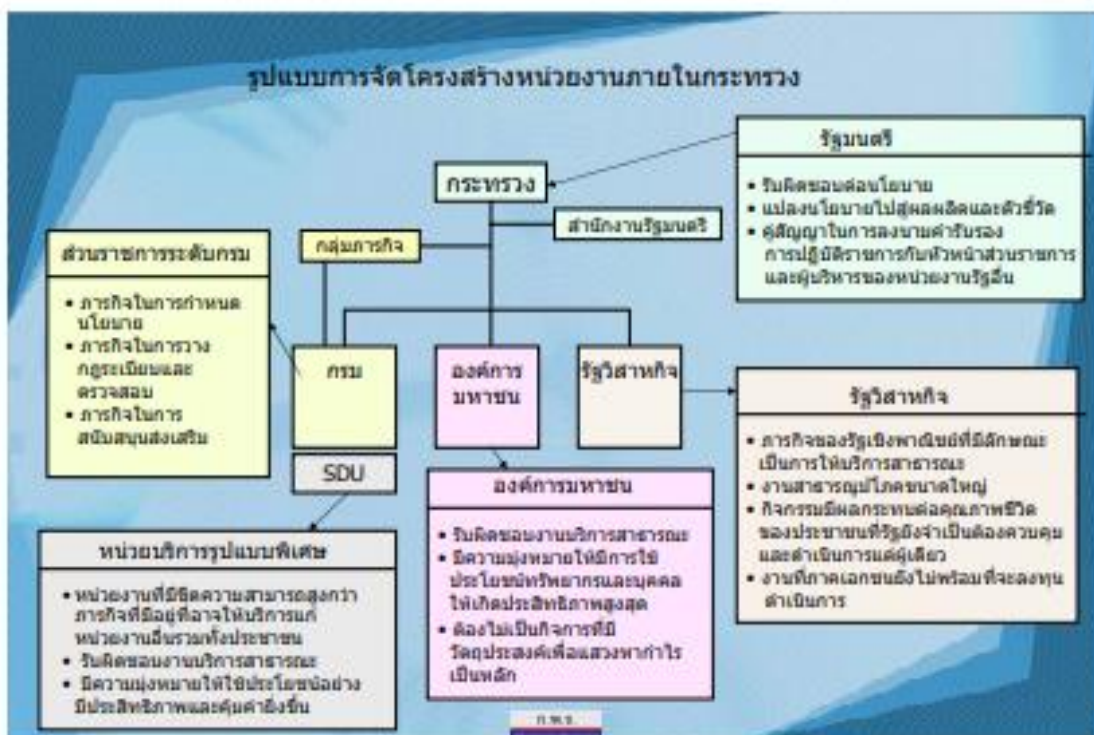 รูปแบบการจัดโครงสร้างหน่วยงานภายในกระทรวง
กระทรวง
สำนักงานรัฐมนตรี
กลุ่มภารกิจ
กรม
SDU
องค์การ
มหาชน
รัฐวิสาหกิจ
รัฐมนตรี
• รับผิดชอบต่อนโยบาย
• แปลงนโยบายไปสู่ผลผลิตและตัวชี้วัด
• คู่สัญญาในการลงนามคำรับรอง
การปฏิบัติราชการกับหัวหน้าส่วนราชการ
และผู้บริหารของหน่วยงานรัฐอื่น
ส่วนราชการระดับกรม
• ภารกิจในการกำหนด
นโยบาย
• ภารกิจในการวาง
กฎระเบียบและ
ตรวจสอบ
• ภารกิจในการ
สนับสนุนส่งเสริม
รัฐวิสาหกิจ
• ภารกิจของรัฐเชิงพาณิชย์ที่มีลักษณะ
เป็นการให้บริการสาธารณะ
• งานสาธารณูปโภคขนาดใหญ่
• กิจกรรมมีผลกระทบต่อคุณภาพชีวิต
ของประชาชนที่รัฐยังจำเป็นต้องควบคุม
และดำเนินการแต่ผู้เดียว
• งานที่ภาคเอกชนยังไม่พร้อมที่จะลงทุน
ดำเนินการ
องค์การมหาชน
• รับผิดชอบงานบริการสาธารณะ
• มีความมุ่งหมายให้มีการใช้
ประโยชน์ทรัพยากรและบุคคล
ให้เกิดประสิทธิภาพสูงสุด
• ต้องไม่เป็นกิจการที่มี
วัตถุประสงค์เพื่อแสวงหากำไร
เป็นหลัก
หน่วยบริการรูปแบบพิเศษ
• หน่วยงานที่มีขีดความสามารถสูงกว่า
ภารกิจที่มีอยู่ที่อาจให้บริการแก่
หน่วยงานอื่นรวมทั้งประชาชน
• รับผิดชอบงานบริการสาธารณะ
• มีความมุ่งหมายให้ใช้ประโยชน์อย่าง
มีประสิทธิภาพและคุ้มค่ายิ่งขึ้น